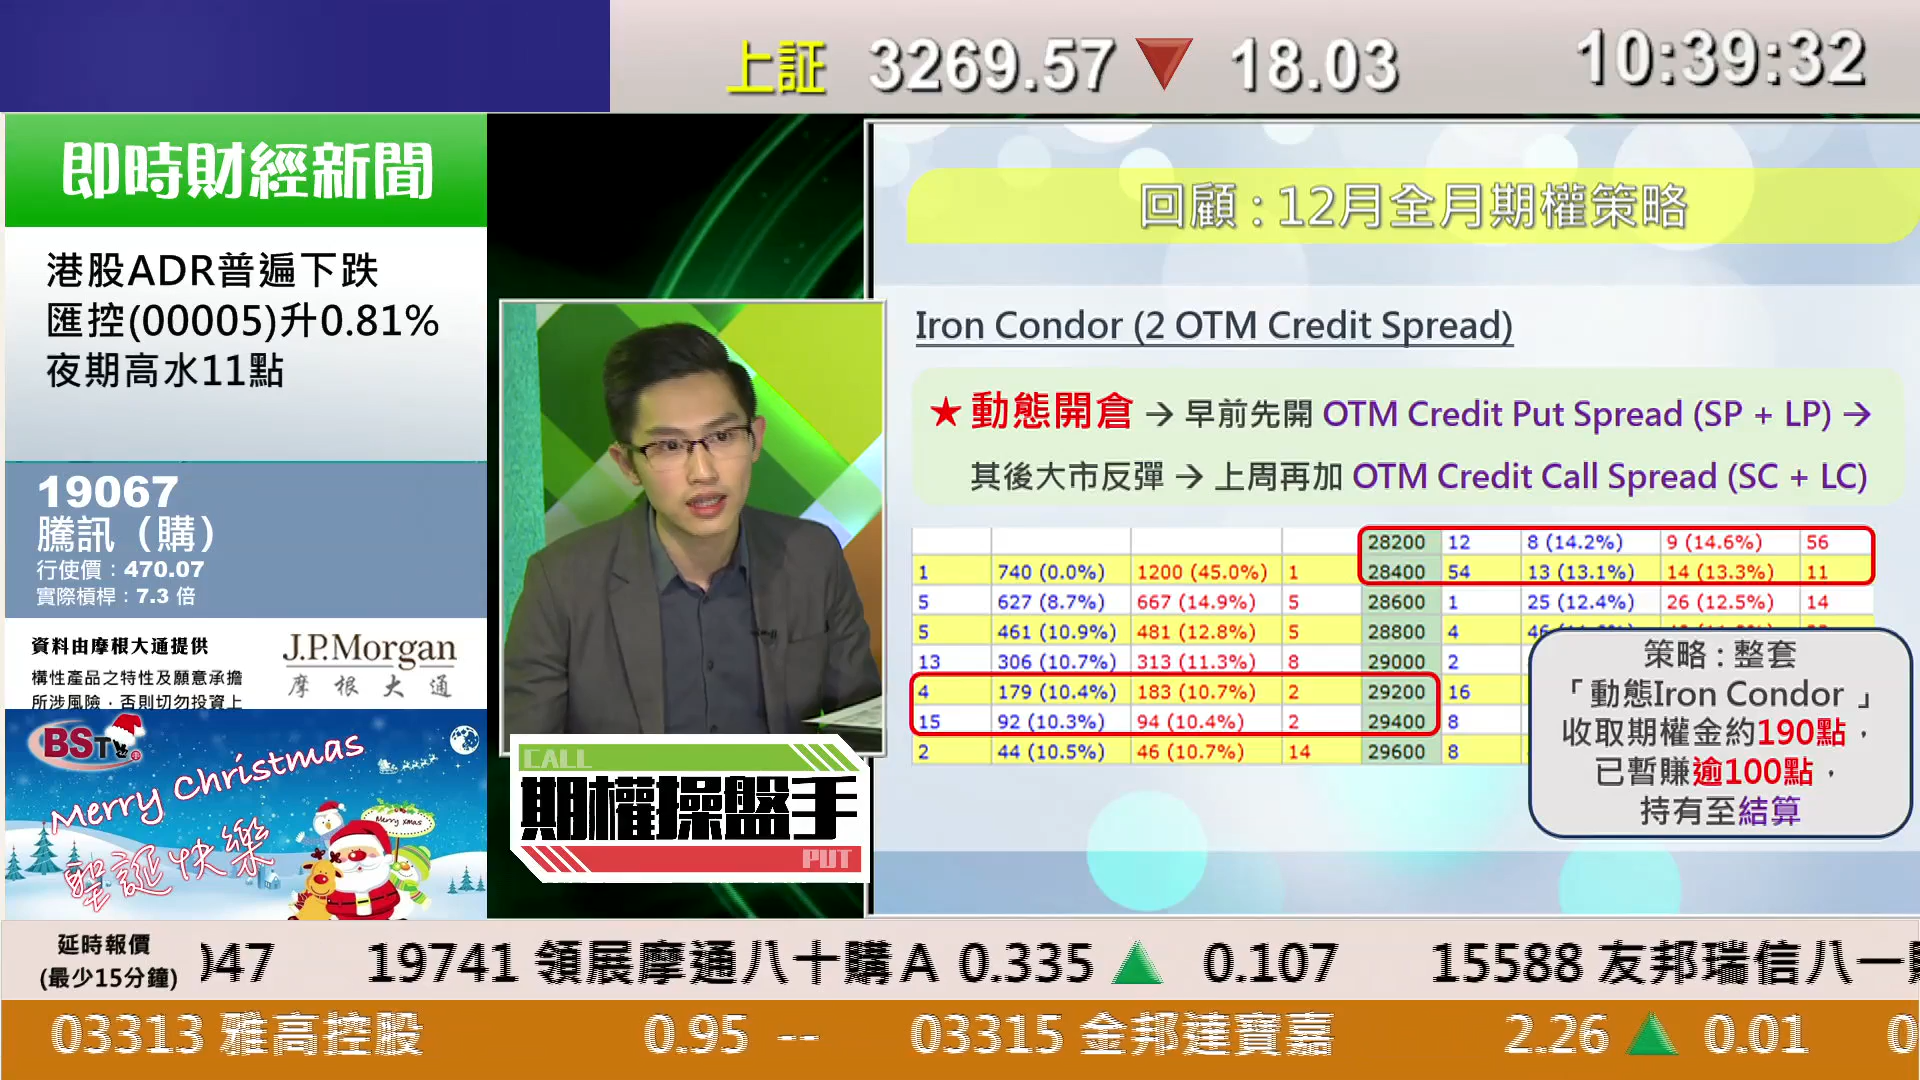 上証 3269.57 ▼ 18.03 10:39:32
即時財經新聞
港股ADR普遍下跌
匯控(00005)升0.81%
夜期高水11點
19067
騰訊（購）
行使價：470.07
實際槓桿：7.3 倍
資料由摩根大通提供
構性產品之特性及願意承擔
所涉風險，否則切勿投資上
J.P.Morgan
摩根大通
BSTV
Merry Christmas
Merry Xmas
聖誕快樂
CALL
期權操盤手
PUT
回顧 : 12月全月期權策略
Iron Condor (2 OTM Credit Spread)
★ 動態開倉 → 早前先開 OTM Credit Put Spread (SP + LP) →
其後大市反彈 → 上周再加 OTM Credit Call Spread (SC + LC)
28200 12 8 (14.2%) 9 (14.6%) 56
1 740 (0.0%) 1200 (45.0%) 1 28400 54 13 (13.1%) 14 (13.3%) 11
5 627 (8.7%) 667 (14.9%) 5 28600 1 25 (12.4%) 26 (12.5%) 14
5 461 (10.9%) 481 (12.8%) 5 28800 4
13 306 (10.7%) 313 (11.3%) 8 29000 2
4 179 (10.4%) 183 (10.7%) 2 29200 16
15 92 (10.3%) 94 (10.4%) 2 29400 8
2 44 (10.5%) 46 (10.7%) 14 29600 8
策略 : 整套
「動態Iron Condor 」
收取期權金約190點，
已暫賺逾100點，
持有至結算
延時報價
(最少15分鐘)
47 19741 領展摩通八十購A 0.335 ▲ 0.107 15588 友邦瑞信八一
03313 雅高控股 0.95 -- 03315 金邦達寶嘉 2.26 ▲ 0.01 0